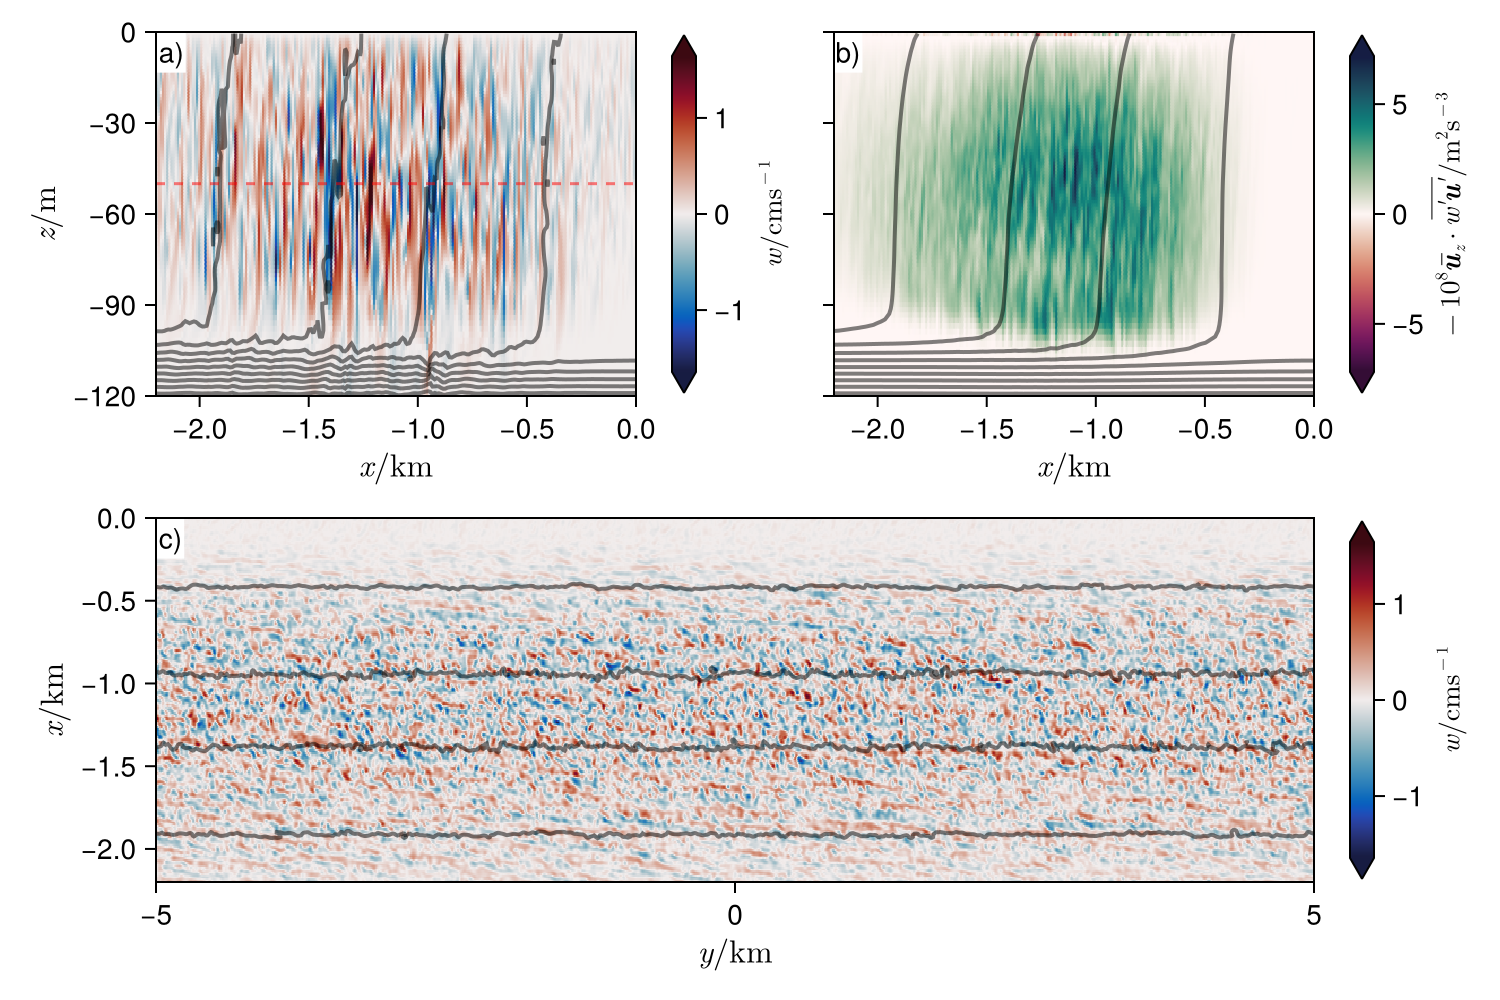 a)
0
−30
−60
−90
−120
z/m
−2.0
−1.5
−1.0
−0.5
0.0
x/km
1
0
−1
w/cms⁻¹
b)
−2.0
−1.5
−1.0
−0.5
0.0
x/km
5
0
−5
− 10⁸ū_z · \overline{w′u′}/m²s⁻³
c)
0.0
−0.5
−1.0
−1.5
−2.0
x/km
−5
0
5
y/km
1
0
−1
w/cms⁻¹